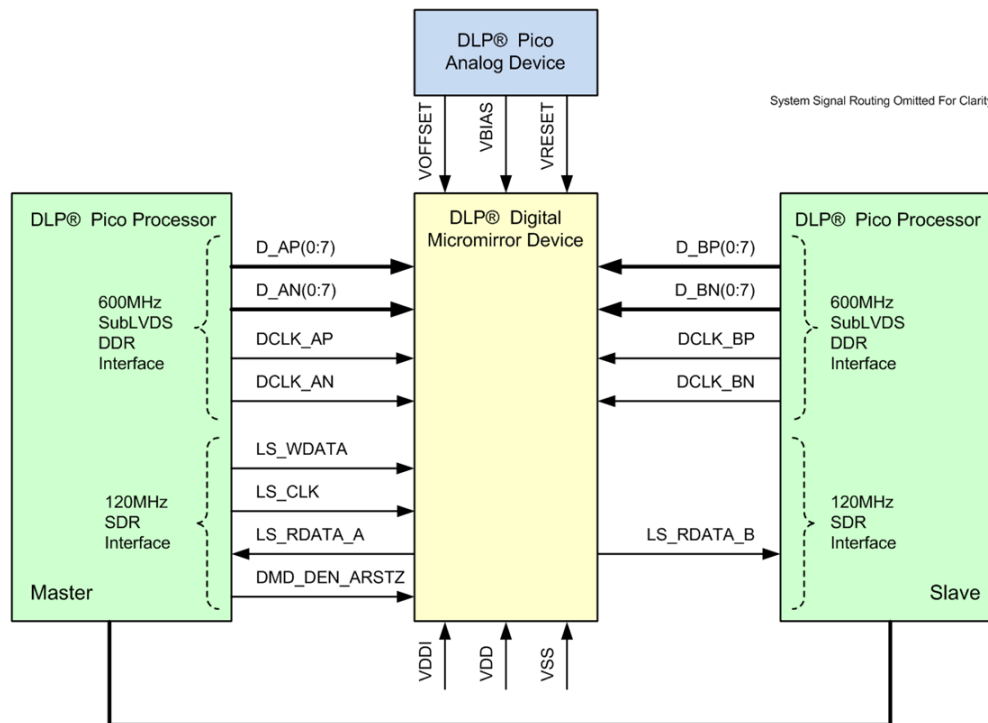 DLP® Pico
Analog Device
System Signal Routing Omitted For Clarity
VOFFSET
VBIAS
VRESET
DLP® Pico Processor
DLP® Digital
Micromirror Device
DLP® Pico Processor
D_AP(0:7)
D_AN(0:7)
DCLK_AP
DCLK_AN
600MHz
SubLVDS
DDR
Interface
D_BP(0:7)
D_BN(0:7)
DCLK_BP
DCLK_BN
600MHz
SubLVDS
DDR
Interface
LS_WDATA
LS_CLK
LS_RDATA_A
DMD_DEN_ARSTZ
120MHz
SDR
Interface
LS_RDATA_B
120MHz
SDR
Interface
Master
Slave
VDDI
VDD
VSS